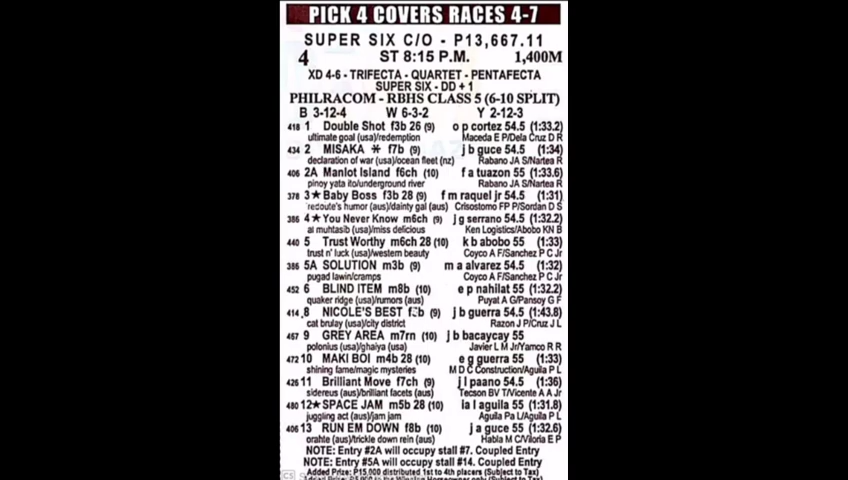 PICK 4 COVERS RACES 4-7
SUPER SIX C/O - P13,667.11
4 ST 8:15 P.M. 1,400M
XD 4-6 - TRIFECTA - QUARTET - PENTAFECTA
SUPER SIX - DD + 1
PHILRACOM - RBHS CLASS 5 (6-10 SPLIT)
B 3-12-4 W 6-3-2 Y 2-12-3
418 1 Double Shot f3b 26 (9) o p cortez 54.5 (1:33.2)
ultimate goal (usa)/redemption Maceda E P/Dela Cruz D R
434 2 MISAKA * f7b (9) j b guce 54.5 (1:34)
declaration of war (usa)/ocean fleet (nz) Rabano JA S/Nartea R
406 2A Manlot Island f6ch (10) f a tuazon 55 (1:33.6)
pinoy yata ito/underground river Rabano JA S/Nartea R
378 3★Baby Boss f3b 28 (9) f m raquel jr 54.5 (1:31)
redoute's humor (aus)/dainty gal (aus) Crisostomo FP P/Sordan D S
386 4★You Never Know m6ch (9) j g serrano 54.5 (1:32.2)
al muhtasib (usa)/miss delicious Ken Logistics/Abobo KN B
440 5 Trust Worthy m6ch 28 (10) k b abobo 55 (1:33)
trust n' luck (usa)/western beauty Coyco A F/Sanchez P C Jr
386 5A SOLUTION m3b (9) m a alvarez 54.5 (1:32)
pugad lawin/cramps Coyco A F/Sanchez P C Jr
452 6 BLIND ITEM m8b (10) e p nahilat 55 (1:32.2)
quaker ridge (usa)/rumors (aus) Puyat A G/Pansoy G F
414 8 NICOLE'S BEST (9) j b guerra 54.5 (1:43.8)
cat brulay (usa)/city district Razon J P/Cruz J L
467 9 GREY AREA m7rn (10) j b bacaycay 55
polonius (usa)/ghaiya (usa) Javier L M Jr/Yamco R R
472 10 MAKI BOI m4b 28 (10) e g guerra 55 (1:33)
shining fame/magic mysteries M D C Construction/Aguila P L
426 11 Brilliant Move f7ch (9) j l paano 54.5 (1:36)
sidereus (aus)/brilliant facets (aus) Tecson BV T/Vicente A A Jr
480 12★SPACE JAM m5b 28 (10) ia l aguila 55 (1:31.8)
juggling act (aus)/jam jam Aguila Pa L/Aguila P L
406 13 RUN EM DOWN f8b (10) j a guce 55 (1:32.6)
orahte (aus)/trickle down rein (aus) Habla M C/Viloria E P
NOTE: Entry #2A will occupy stall #7. Coupled Entry
NOTE: Entry #5A will occupy stall #14. Coupled Entry
Added Prize: P15,000 distributed 1st to 4th placers (Subject to Tax)